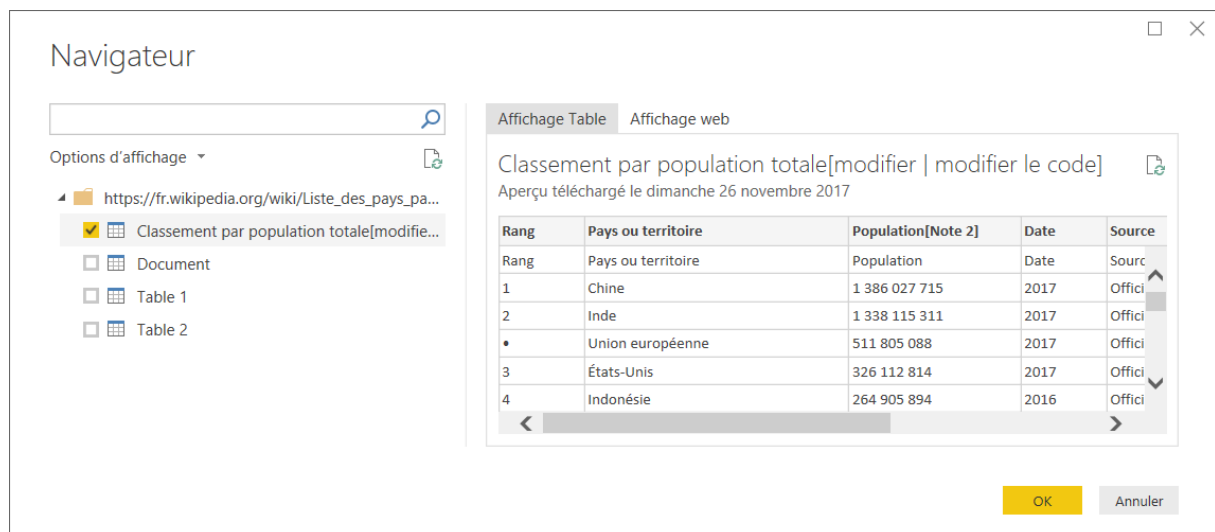 Navigateur
Options d'affichage
https://fr.wikipedia.org/wiki/Liste_des_pays_pa...
Classement par population totale[modifie...
Document
Table 1
Table 2
Affichage Table Affichage web
Classement par population totale[modifier | modifier le code]
Aperçu téléchargé le dimanche 26 novembre 2017
Rang Pays ou territoire Population[Note 2] Date Source
Rang Pays ou territoire Population Date Sourc
1 Chine 1 386 027 715 2017 Offici
2 Inde 1 338 115 311 2017 Offici
• Union européenne 511 805 088 2017 Offici
3 États-Unis 326 112 814 2017 Offici
4 Indonésie 264 905 894 2016 Offici
OK Annuler